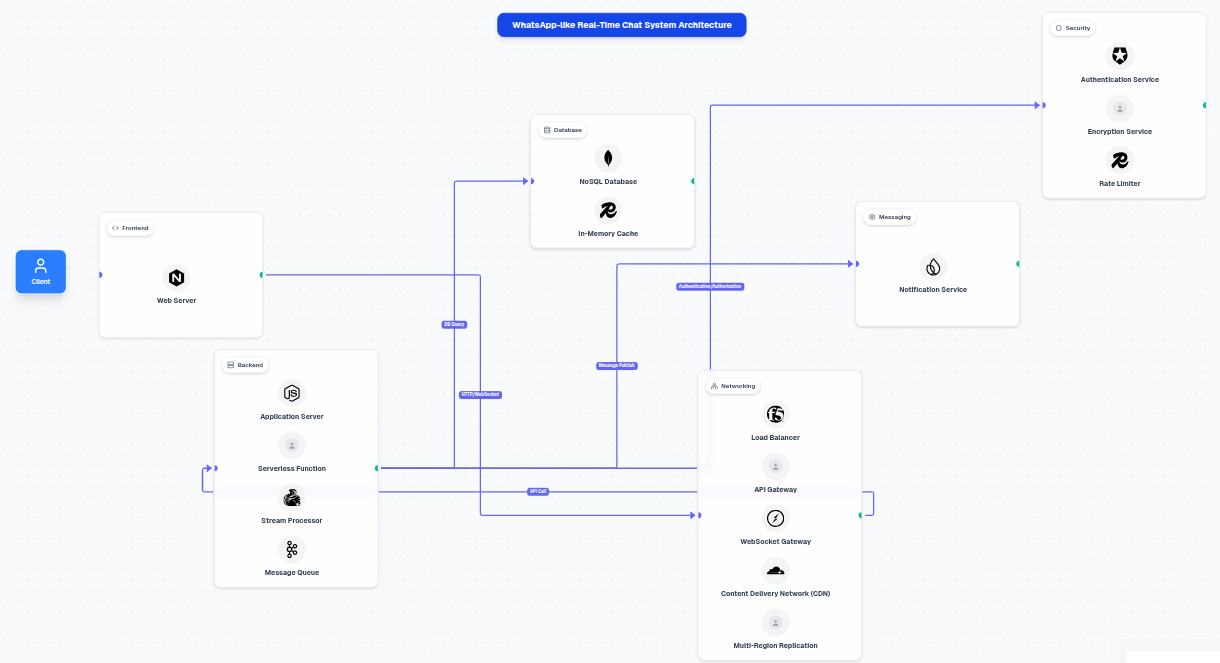 WhatsApp-like Real-Time Chat System Architecture
Security
Authentication Service
Encryption Service
Rate Limiter
Database
NoSQL Database
In-Memory Cache
Messaging
Notification Service
Frontend
Web Server
Client
Authentication/Authorization
DB Query
Message Publish
HTTP/WebSocket
API Call
Backend
Application Server
Serverless Function
Stream Processor
Message Queue
Networking
Load Balancer
API Gateway
WebSocket Gateway
Content Delivery Network (CDN)
Multi-Region Replication